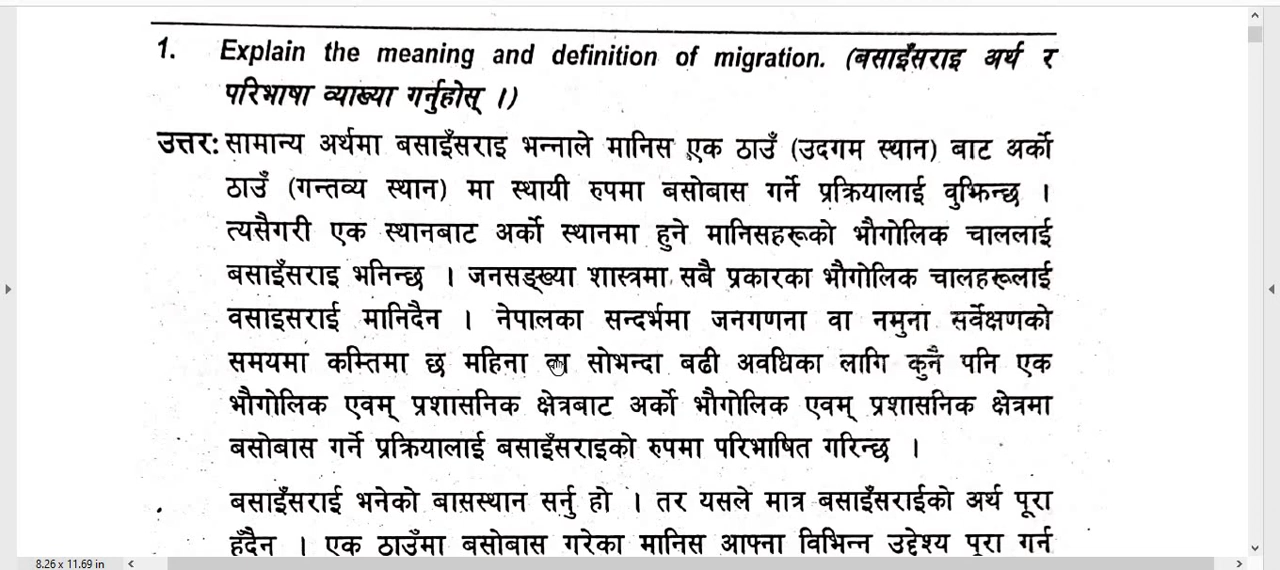 1. Explain the meaning and definition of migration. (बसाइँसराइ अर्थ र
परिभाषा व्याख्या गर्नुहोस् ।)
उत्तर: सामान्य अर्थमा बसाइँसराइ भन्नाले मानिस एक ठाउँ (उदगम स्थान) बाट अर्को
ठाउँ (गन्तव्य स्थान) मा स्थायी रुपमा बसोबास गर्ने प्रक्रियालाई वुझिन्छ ।
त्यसैगरी एक स्थानबाट अर्को स्थानमा हुने मानिसहरूको भौगोलिक चाललाई
बसाइँसराइ भनिन्छ । जनसङ्ख्या शास्त्रमा सबै प्रकारका भौगोलिक चालहरूलाई
वसाइसराई मानिदैन । नेपालका सन्दर्भमा जनगणना वा नमुना सर्वेक्षणको
समयमा कम्तिमा छ महिना वा सोभन्दा बढी अवधिका लागि कुनै पनि एक
भौगोलिक एवम् प्रशासनिक क्षेत्रबाट अर्को भौगोलिक एवम् प्रशासनिक क्षेत्रमा
बसोबास गर्ने प्रक्रियालाई बसाइँसराइको रुपमा परिभाषित गरिन्छ ।
बसाइँसराई भनेको बासस्थान सर्नु हो । तर यसले मात्र बसाइँसराईको अर्थ पूरा
हुँदैन । एक ठाउँमा बसोबास गरेका मानिस आफ्ना विभिन्न उद्देश्य पूरा गर्न
8.26 x 11.69 in